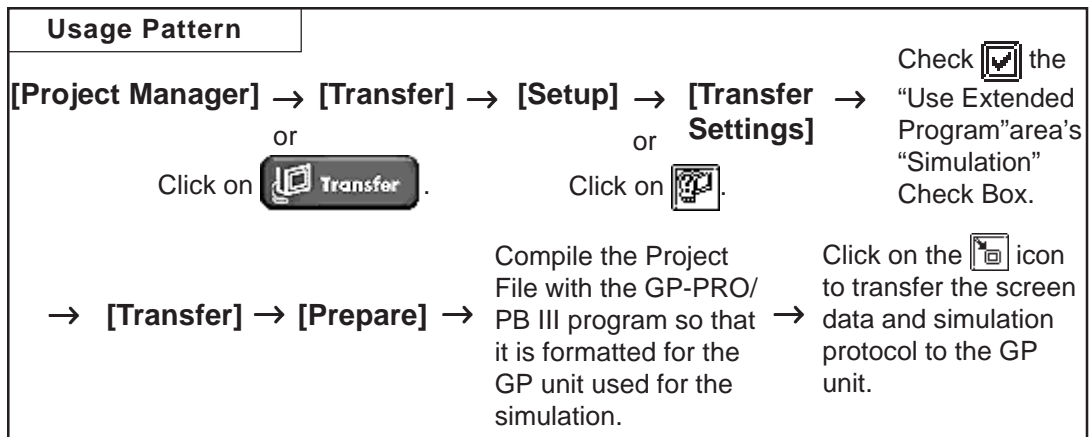 Usage Pattern
[Project Manager] → [Transfer] → [Setup] → [Transfer Settings] →
or
Click on Transfer .
or
Click on .
Check the
“Use Extended
Program”area’s
“Simulation”
Check Box.
→ [Transfer] → [Prepare] →
Compile the Project
File with the GP-PRO/
PB III program so that
it is formatted for the
GP unit used for the
simulation.
→
Click on the icon
to transfer the screen
data and simulation
protocol to the GP
unit.